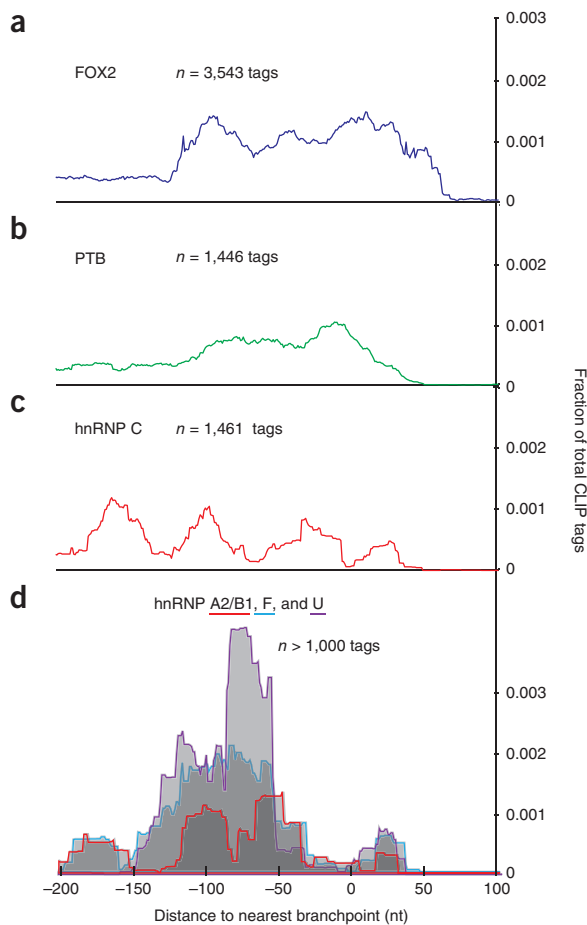 a
FOX2
n = 3,543 tags
0.003
0.002
0.001
0
b
PTB
n = 1,446 tags
0.002
0.001
0
c
hnRNP C
n = 1,461 tags
0.002
0.001
0
Fraction of total CLIP tags
d
hnRNP A2/B1, F, and U
n > 1,000 tags
0.003
0.002
0.001
0
–200 –150 –100 –50 0 50 100
Distance to nearest branchpoint (nt)